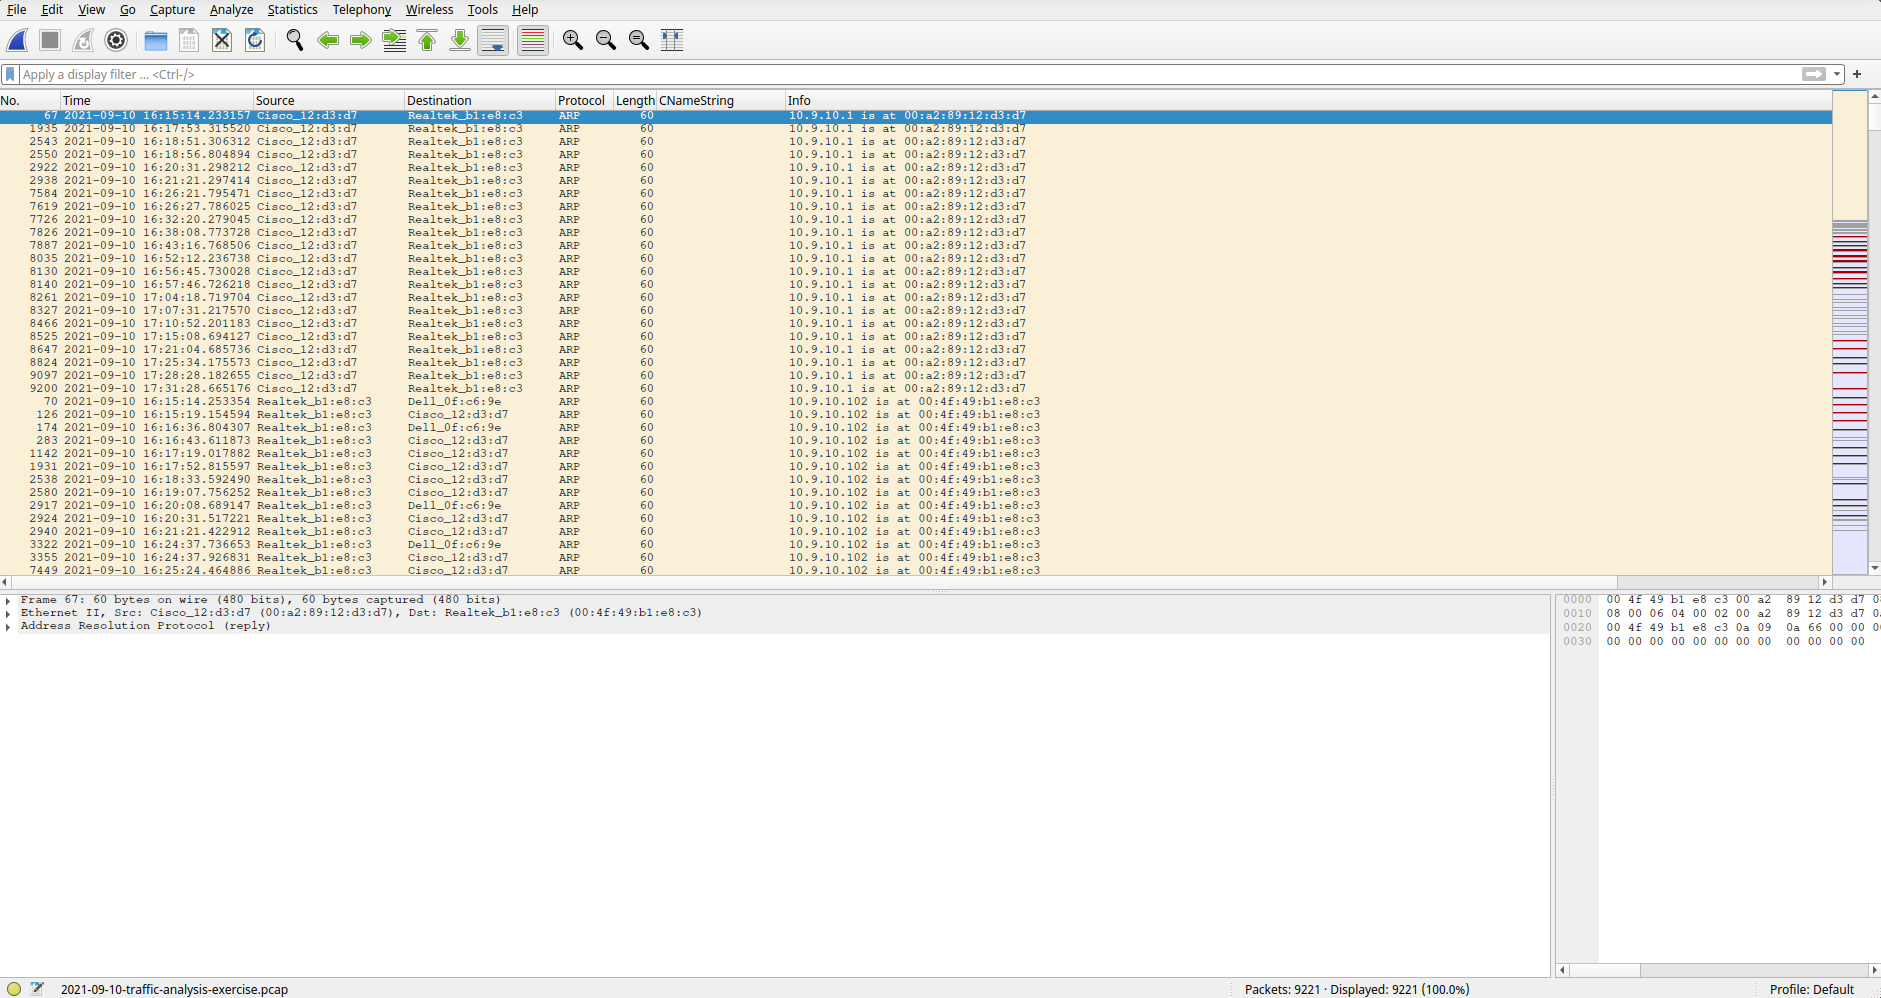 File Edit View Go Capture Analyze Statistics Telephony Wireless Tools Help
Apply a display filter ... <Ctrl-/>
No. Time Source Destination Protocol Length CNameString Info
67 2021-09-10 16:15:14.233157 Cisco_12:d3:d7 Realtek_b1:e8:c3 ARP 60 10.9.10.1 is at 00:a2:89:12:d3:d7
1935 2021-09-10 16:17:53.315520 Cisco_12:d3:d7 Realtek_b1:e8:c3 ARP 60 10.9.10.1 is at 00:a2:89:12:d3:d7
2543 2021-09-10 16:18:51.306312 Cisco_12:d3:d7 Realtek_b1:e8:c3 ARP 60 10.9.10.1 is at 00:a2:89:12:d3:d7
2550 2021-09-10 16:18:56.804894 Cisco_12:d3:d7 Realtek_b1:e8:c3 ARP 60 10.9.10.1 is at 00:a2:89:12:d3:d7
2922 2021-09-10 16:20:31.298212 Cisco_12:d3:d7 Realtek_b1:e8:c3 ARP 60 10.9.10.1 is at 00:a2:89:12:d3:d7
2938 2021-09-10 16:21:21.297414 Cisco_12:d3:d7 Realtek_b1:e8:c3 ARP 60 10.9.10.1 is at 00:a2:89:12:d3:d7
7584 2021-09-10 16:26:21.795471 Cisco_12:d3:d7 Realtek_b1:e8:c3 ARP 60 10.9.10.1 is at 00:a2:89:12:d3:d7
7619 2021-09-10 16:26:27.786025 Cisco_12:d3:d7 Realtek_b1:e8:c3 ARP 60 10.9.10.1 is at 00:a2:89:12:d3:d7
7726 2021-09-10 16:32:20.279045 Cisco_12:d3:d7 Realtek_b1:e8:c3 ARP 60 10.9.10.1 is at 00:a2:89:12:d3:d7
7826 2021-09-10 16:38:08.773728 Cisco_12:d3:d7 Realtek_b1:e8:c3 ARP 60 10.9.10.1 is at 00:a2:89:12:d3:d7
7887 2021-09-10 16:43:16.768506 Cisco_12:d3:d7 Realtek_b1:e8:c3 ARP 60 10.9.10.1 is at 00:a2:89:12:d3:d7
8035 2021-09-10 16:52:12.236738 Cisco_12:d3:d7 Realtek_b1:e8:c3 ARP 60 10.9.10.1 is at 00:a2:89:12:d3:d7
8130 2021-09-10 16:56:45.730028 Cisco_12:d3:d7 Realtek_b1:e8:c3 ARP 60 10.9.10.1 is at 00:a2:89:12:d3:d7
8140 2021-09-10 16:57:46.726218 Cisco_12:d3:d7 Realtek_b1:e8:c3 ARP 60 10.9.10.1 is at 00:a2:89:12:d3:d7
8261 2021-09-10 17:04:18.719704 Cisco_12:d3:d7 Realtek_b1:e8:c3 ARP 60 10.9.10.1 is at 00:a2:89:12:d3:d7
8327 2021-09-10 17:07:31.217570 Cisco_12:d3:d7 Realtek_b1:e8:c3 ARP 60 10.9.10.1 is at 00:a2:89:12:d3:d7
8466 2021-09-10 17:10:52.201183 Cisco_12:d3:d7 Realtek_b1:e8:c3 ARP 60 10.9.10.1 is at 00:a2:89:12:d3:d7
8525 2021-09-10 17:15:08.694127 Cisco_12:d3:d7 Realtek_b1:e8:c3 ARP 60 10.9.10.1 is at 00:a2:89:12:d3:d7
8647 2021-09-10 17:21:04.685736 Cisco_12:d3:d7 Realtek_b1:e8:c3 ARP 60 10.9.10.1 is at 00:a2:89:12:d3:d7
8824 2021-09-10 17:25:34.175573 Cisco_12:d3:d7 Realtek_b1:e8:c3 ARP 60 10.9.10.1 is at 00:a2:89:12:d3:d7
9097 2021-09-10 17:28:28.182655 Cisco_12:d3:d7 Realtek_b1:e8:c3 ARP 60 10.9.10.1 is at 00:a2:89:12:d3:d7
9200 2021-09-10 17:31:28.665176 Cisco_12:d3:d7 Realtek_b1:e8:c3 ARP 60 10.9.10.1 is at 00:a2:89:12:d3:d7
70 2021-09-10 16:15:14.253354 Realtek_b1:e8:c3 Dell_0f:c6:9e ARP 60 10.9.10.102 is at 00:4f:49:b1:e8:c3
126 2021-09-10 16:15:19.154594 Realtek_b1:e8:c3 Cisco_12:d3:d7 ARP 60 10.9.10.102 is at 00:4f:49:b1:e8:c3
174 2021-09-10 16:16:36.804307 Realtek_b1:e8:c3 Dell_0f:c6:9e ARP 60 10.9.10.102 is at 00:4f:49:b1:e8:c3
283 2021-09-10 16:16:43.611873 Realtek_b1:e8:c3 Cisco_12:d3:d7 ARP 60 10.9.10.102 is at 00:4f:49:b1:e8:c3
1142 2021-09-10 16:17:19.017882 Realtek_b1:e8:c3 Cisco_12:d3:d7 ARP 60 10.9.10.102 is at 00:4f:49:b1:e8:c3
1931 2021-09-10 16:17:52.815597 Realtek_b1:e8:c3 Cisco_12:d3:d7 ARP 60 10.9.10.102 is at 00:4f:49:b1:e8:c3
2538 2021-09-10 16:18:33.592490 Realtek_b1:e8:c3 Cisco_12:d3:d7 ARP 60 10.9.10.102 is at 00:4f:49:b1:e8:c3
2580 2021-09-10 16:19:07.756252 Realtek_b1:e8:c3 Cisco_12:d3:d7 ARP 60 10.9.10.102 is at 00:4f:49:b1:e8:c3
2917 2021-09-10 16:20:08.689147 Realtek_b1:e8:c3 Dell_0f:c6:9e ARP 60 10.9.10.102 is at 00:4f:49:b1:e8:c3
2924 2021-09-10 16:20:31.517221 Realtek_b1:e8:c3 Cisco_12:d3:d7 ARP 60 10.9.10.102 is at 00:4f:49:b1:e8:c3
2940 2021-09-10 16:21:21.422912 Realtek_b1:e8:c3 Cisco_12:d3:d7 ARP 60 10.9.10.102 is at 00:4f:49:b1:e8:c3
3322 2021-09-10 16:24:37.736653 Realtek_b1:e8:c3 Dell_0f:c6:9e ARP 60 10.9.10.102 is at 00:4f:49:b1:e8:c3
3355 2021-09-10 16:24:37.926831 Realtek_b1:e8:c3 Cisco_12:d3:d7 ARP 60 10.9.10.102 is at 00:4f:49:b1:e8:c3
7449 2021-09-10 16:25:24.464886 Realtek_b1:e8:c3 Cisco_12:d3:d7 ARP 60 10.9.10.102 is at 00:4f:49:b1:e8:c3
Frame 67: 60 bytes on wire (480 bits), 60 bytes captured (480 bits)
Ethernet II, Src: Cisco_12:d3:d7 (00:a2:89:12:d3:d7), Dst: Realtek_b1:e8:c3 (00:4f:49:b1:e8:c3)
Address Resolution Protocol (reply)
0000 00 4f 49 b1 e8 c3 00 a2 89 12 d3 d7
0010 08 00 06 04 00 02 00 a2 89 12 d3 d7
0020 00 4f 49 b1 e8 c3 0a 09 0a 66 00 00
0030 00 00 00 00 00 00 00 00 00 00 00 00
2021-09-10-traffic-analysis-exercise.pcap
Packets: 9221 · Displayed: 9221 (100.0%)
Profile: Default